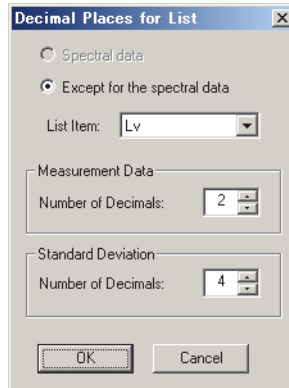 Decimal Places for List
Spectral data
Except for the spectral data
List Item: Lv
Measurement Data
Number of Decimals: 2
Standard Deviation
Number of Decimals: 4
OK Cancel